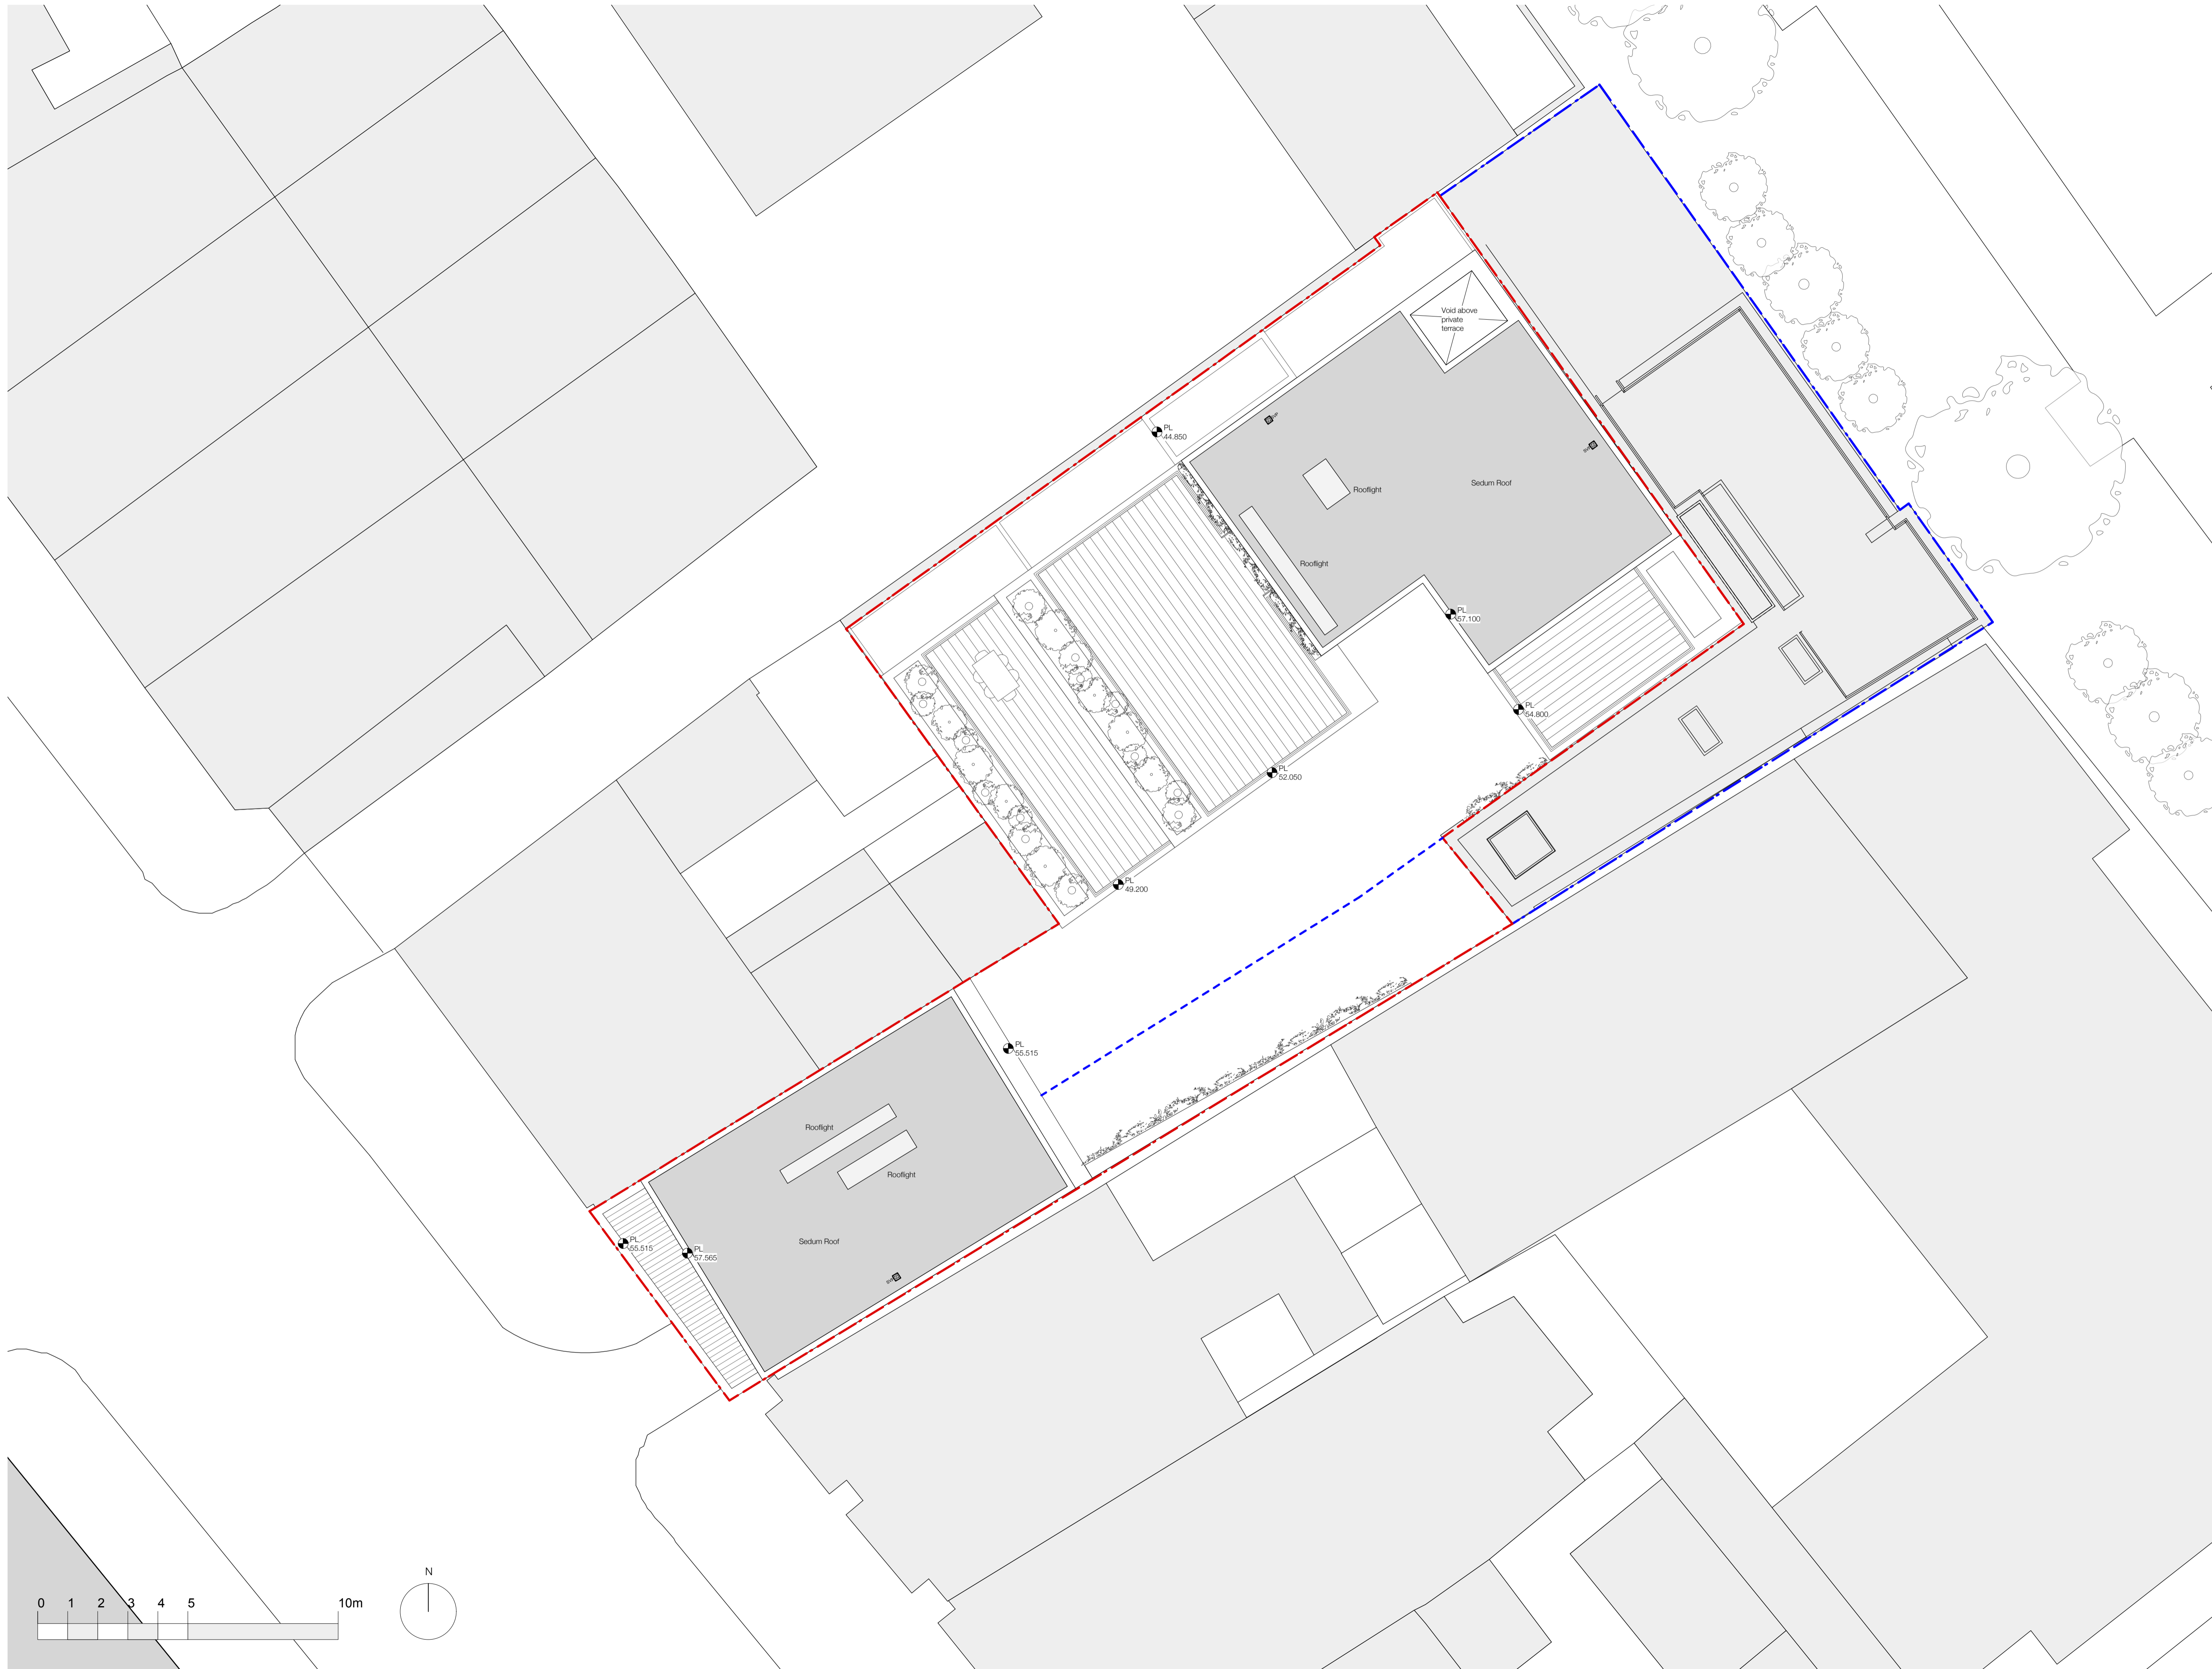 Void above
private
terrace
PL
44.850
Rooflight
Sedum Roof
Rooflight
PL
57.100
PL
54.800
PL
52.050
PL
49.200
PL
55.515
Rooflight
Rooflight
PL
55.515
PL
57.565
Sedum Roof
N
0 1 2 3 4 5 10m